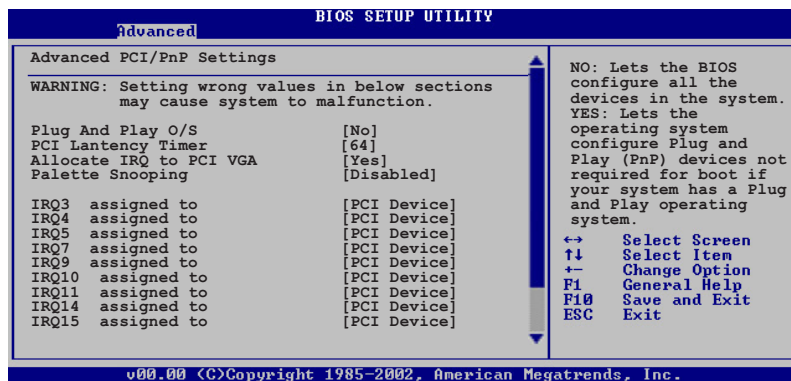 BIOS SETUP UTILITY
Advanced
Advanced PCI/PnP Settings
WARNING: Setting wrong values in below sections
may cause system to malfunction.
Plug And Play O/S [No]
PCI Lantency Timer [64]
Allocate IRQ to PCI VGA [Yes]
Palette Snooping [Disabled]
IRQ3 assigned to [PCI Device]
IRQ4 assigned to [PCI Device]
IRQ5 assigned to [PCI Device]
IRQ7 assigned to [PCI Device]
IRQ9 assigned to [PCI Device]
IRQ10 assigned to [PCI Device]
IRQ11 assigned to [PCI Device]
IRQ14 assigned to [PCI Device]
IRQ15 assigned to [PCI Device]
NO: Lets the BIOS
configure all the
devices in the system.
YES: Lets the
operating system
configure Plug and
Play (PnP) devices not
required for boot if
your system has a Plug
and Play operating
system.
←→ Select Screen
↑↓ Select Item
+- Change Option
F1 General Help
F10 Save and Exit
ESC Exit
v00.00 (C)Copyright 1985-2002, American Megatrends, Inc.